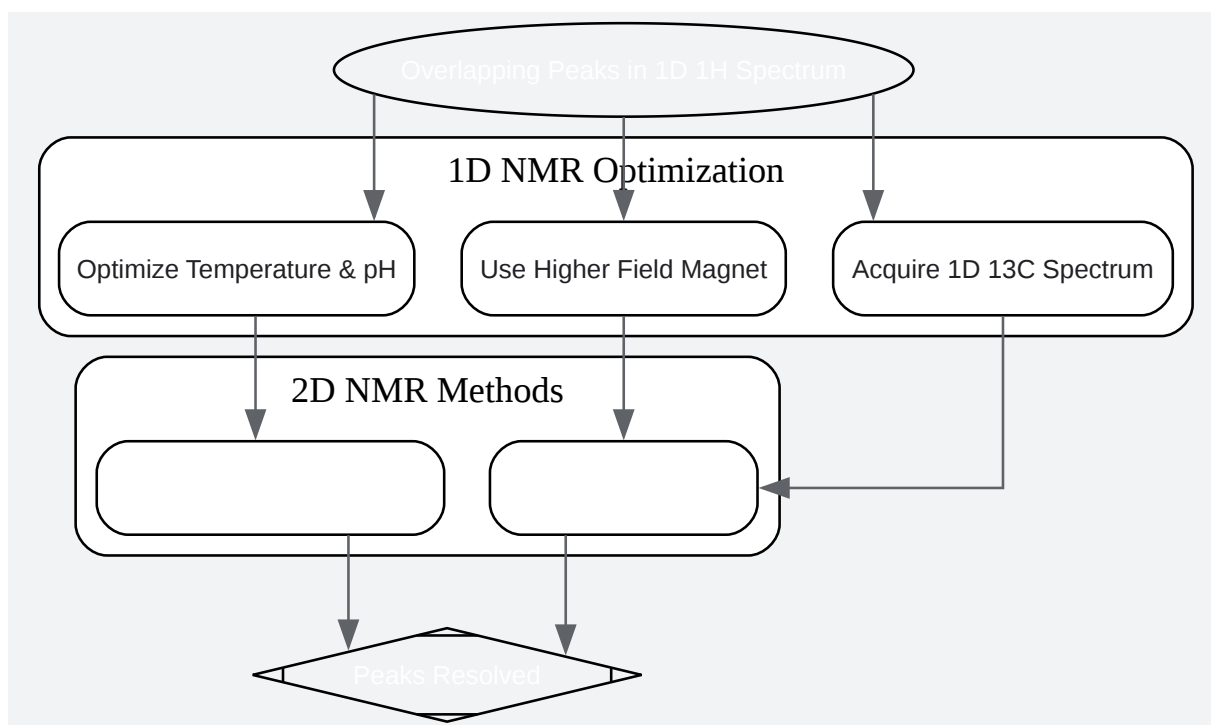 Overlapping Peaks in 1D 1H Spectrum
1D NMR Optimization
Optimize Temperature & pH
Use Higher Field Magnet
Acquire 1D 13C Spectrum
2D NMR Methods
Peaks Resolved